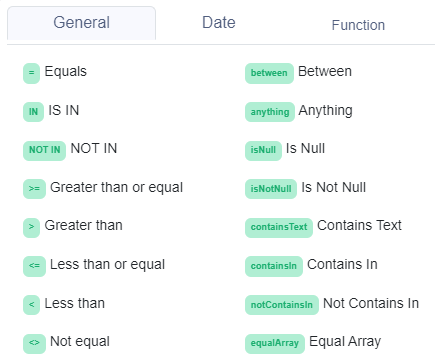 General Date Function
= Equals
IN IS IN
NOT IN NOT IN
>= Greater than or equal
> Greater than
<= Less than or equal
< Less than
<> Not equal
between Between
anything Anything
isNull Is Null
isNotNull Is Not Null
containsText Contains Text
containsIn Contains In
notContainsIn Not Contains In
equalArray Equal Array